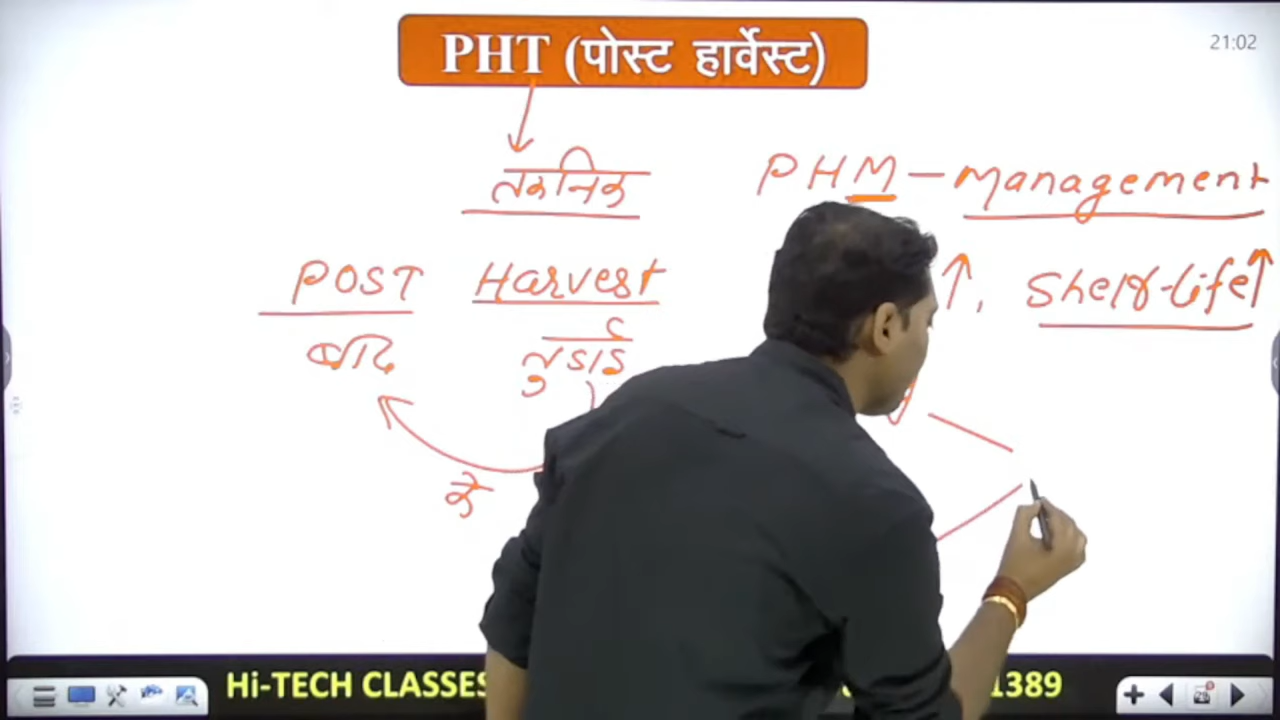 PHT (पोस्ट हार्वेस्ट)
21:02
तकनिक
PHM – Management
POST Harvest
↑, Shelf-life↑
बाद तुडाई
के
Hi-TECH CLASSES
1389